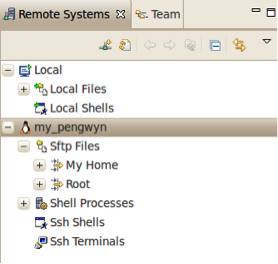 Remote Systems Team
Local
Local Files
Local Shells
my_pengwyn
Sftp Files
My Home
Root
Shell Processes
Ssh Shells
Ssh Terminals